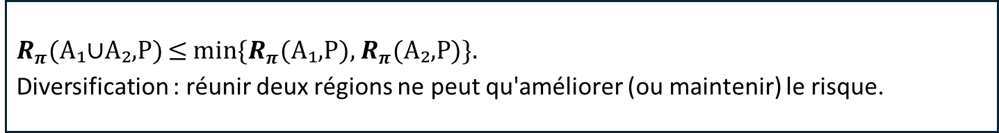 𝑹𝝅(A₁∪A₂,P) ≤ min{𝑹𝝅(A₁,P), 𝑹𝝅(A₂,P)}.
Diversification : réunir deux régions ne peut qu'améliorer (ou maintenir) le risque.